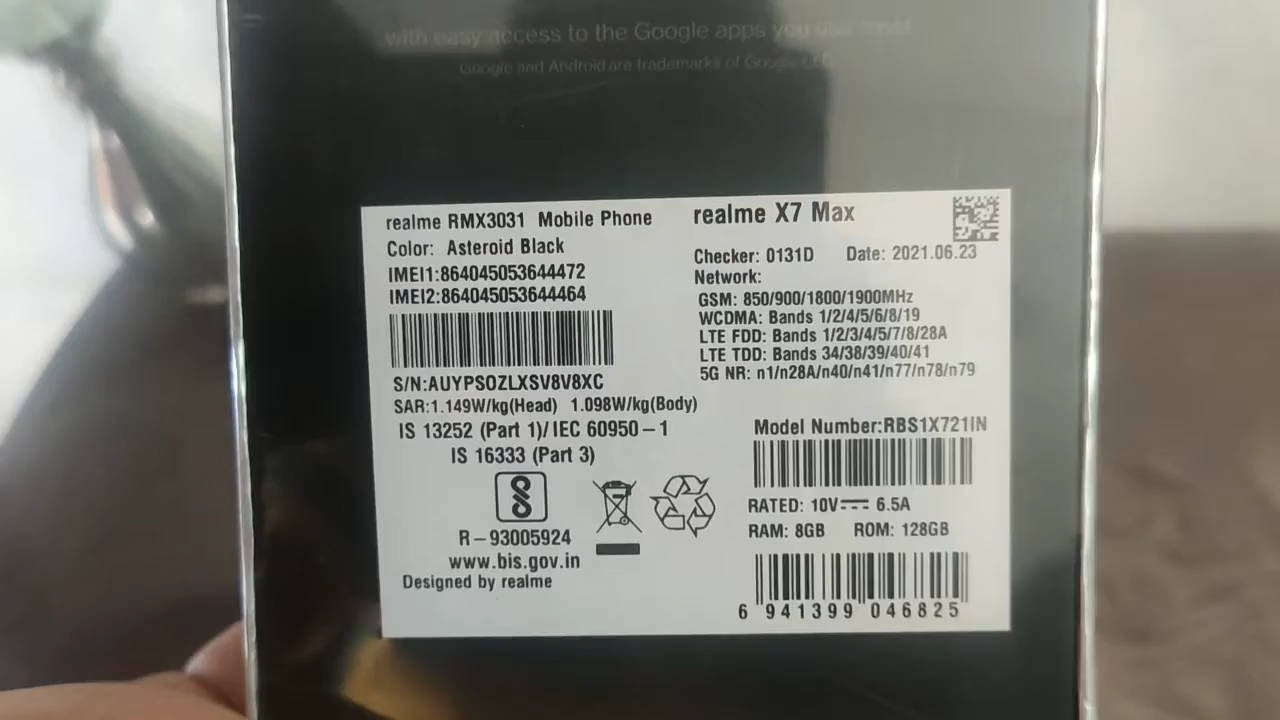 with easy access to the Google apps you use most
Google and Android are trademarks of Google LLC.
realme RMX3031 Mobile Phone
Color: Asteroid Black
IMEI1:864045053644472
IMEI2:864045053644464
S/N:AUYPSOZLXSV8V8XC
SAR:1.149W/kg(Head) 1.098W/kg(Body)
IS 13252 (Part 1)/ IEC 60950-1
IS 16333 (Part 3)
R-93005924
www.bis.gov.in
Designed by realme
realme X7 Max
Checker: 0131D Date: 2021.06.23
Network:
GSM: 850/900/1800/1900MHz
WCDMA: Bands 1/2/4/5/6/8/19
LTE FDD: Bands 1/2/3/4/5/7/8/28A
LTE TDD: Bands 34/38/39/40/41
5G NR: n1/n28A/n40/n41/n77/n78/n79
Model Number:RBS1X721IN
RATED: 10V⎓ 6.5A
RAM: 8GB ROM: 128GB
6 941399 046825